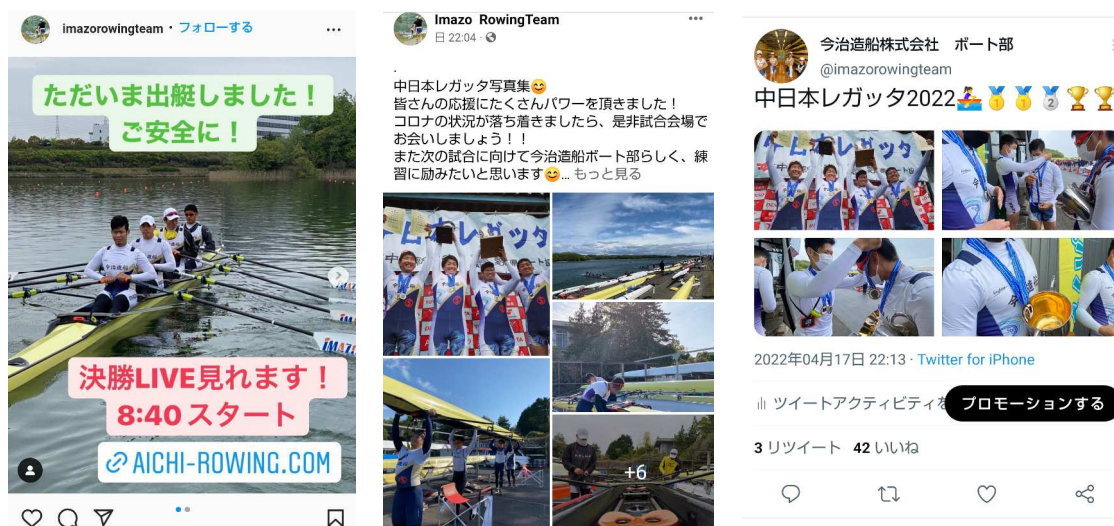 imazorowingteam・フォローする
ただいま出艇しました！
ご安全に！
決勝LIVE見れます！
8:40スタート
AICHI-ROWING.COM
IMAZ
Imazo RowingTeam
日 22:04
.
中日本レガッタ写真集😊
皆さんの応援にたくさんパワーを頂きました！
コロナの状況が落ち着きましたら、是非試合会場で
お会いしましょう！！
また次の試合に向けて今治造船ボート部らしく、練
習に励みたいと思います😊... もっと見る
+6
今治造船株式会社 ボート部
@imazorowingteam
中日本レガッタ2022🚣‍♀️🥇🥇🥈🏆🏆
2022年04月17日 22:13・Twitter for iPhone
ツイートアクティビティを
プロモーションする
3 リツイート 42 いいね